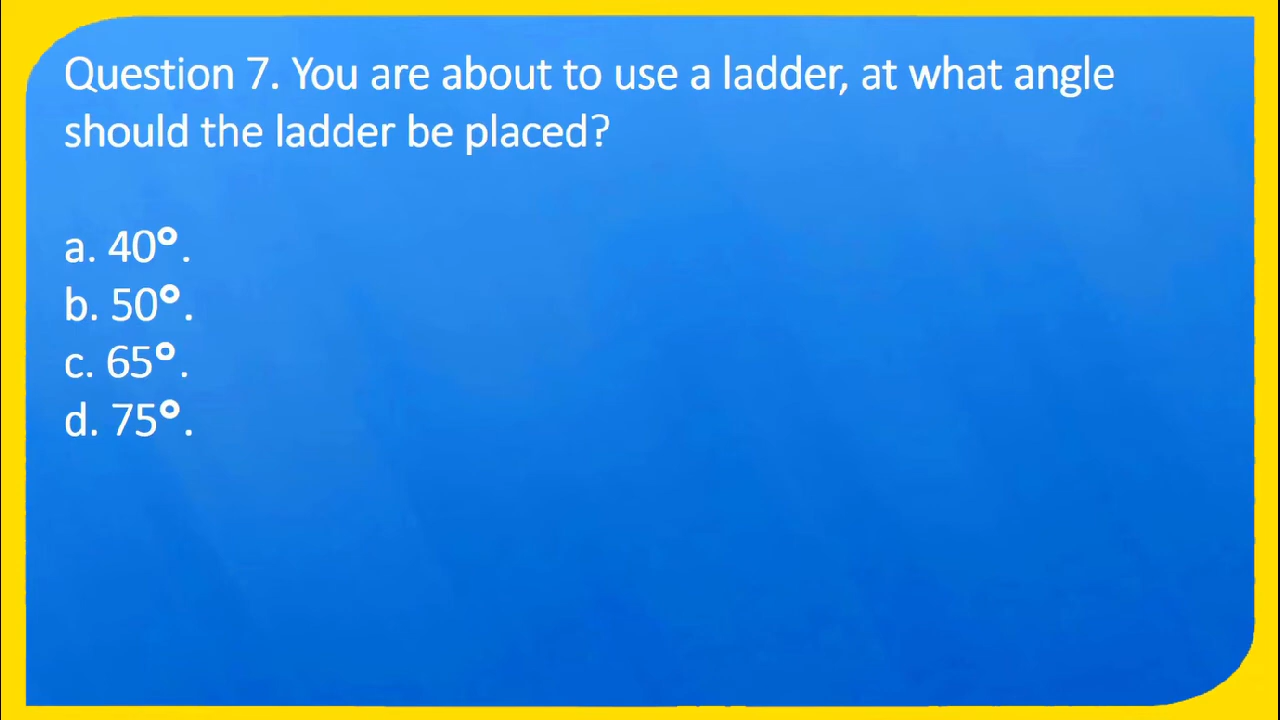 Question 7. You are about to use a ladder, at what angle
should the ladder be placed?
a. 40°.
b. 50°.
c. 65°.
d. 75°.